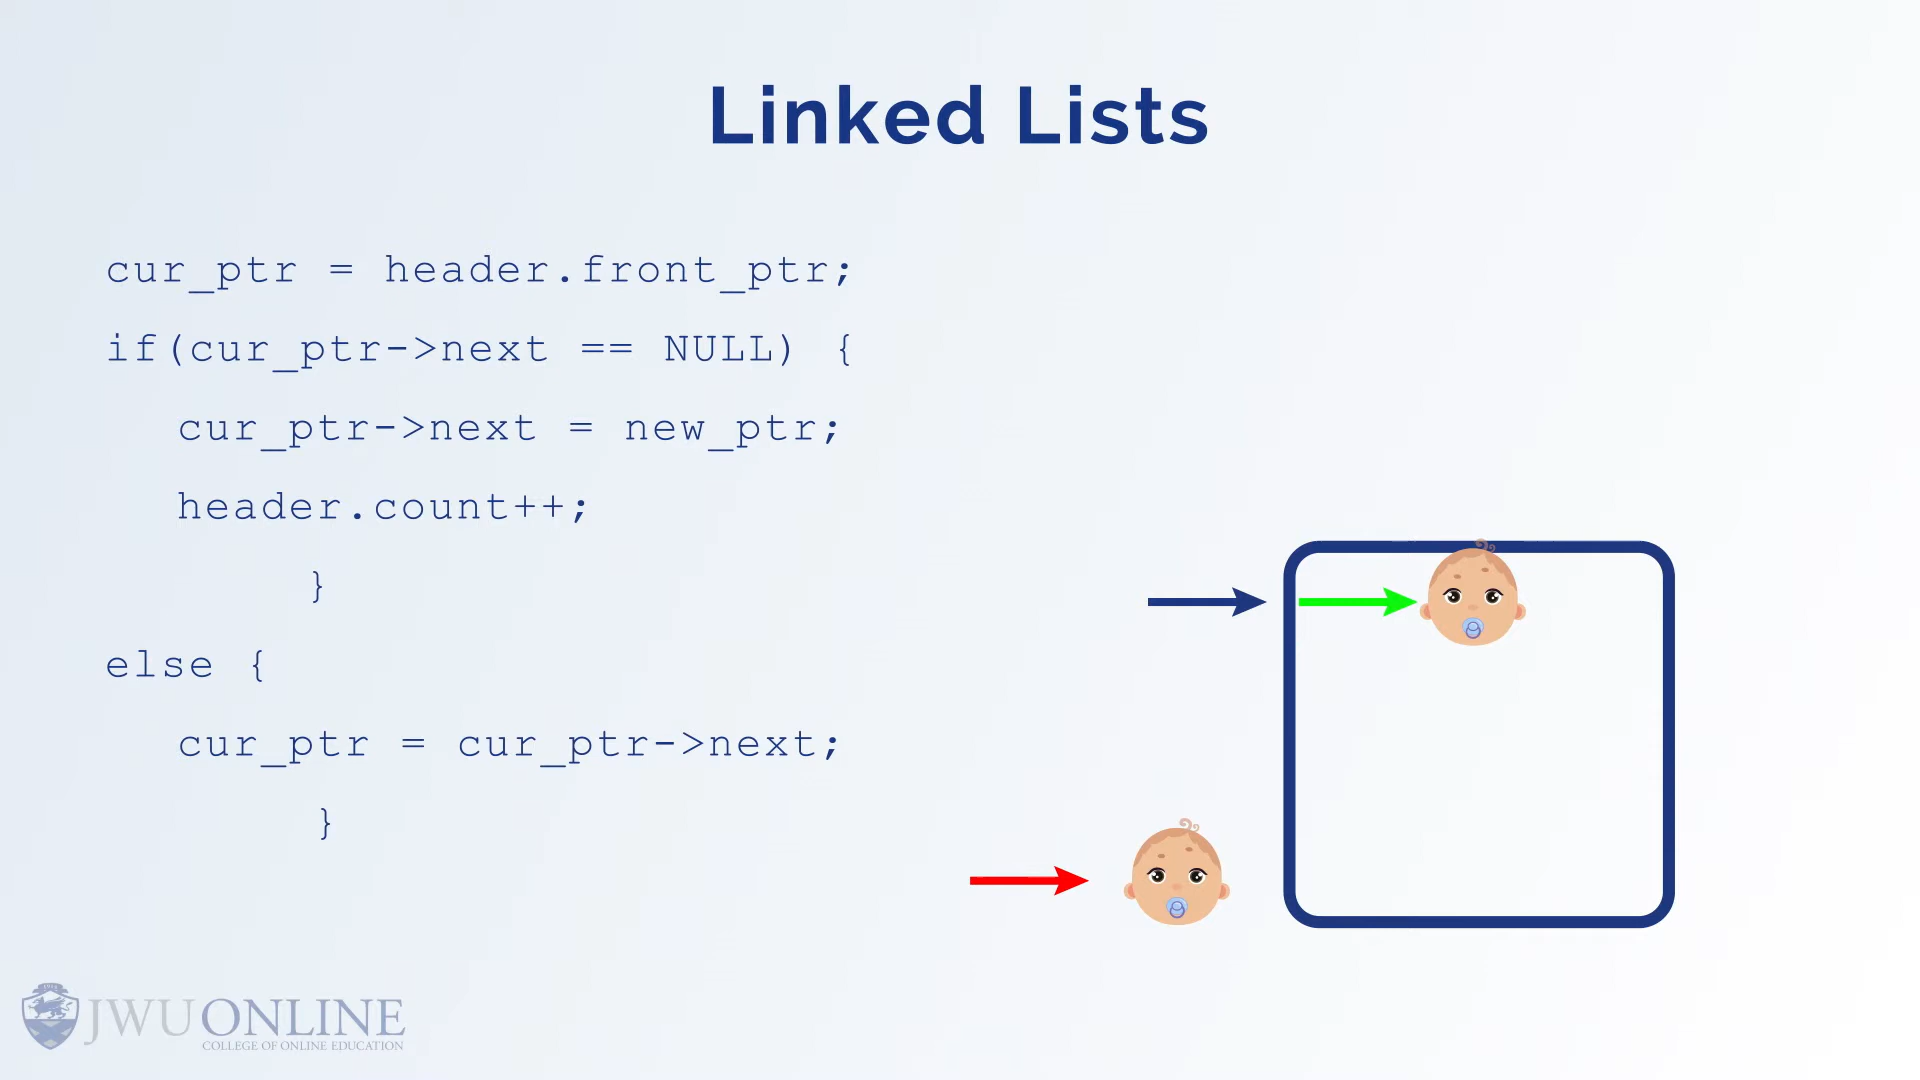 Linked Lists
cur_ptr = header.front_ptr;
if(cur_ptr->next == NULL) {
cur_ptr->next = new_ptr;
header.count++;
}
else {
cur_ptr = cur_ptr->next;
}
JWU ONLINE
COLLEGE OF ONLINE EDUCATION